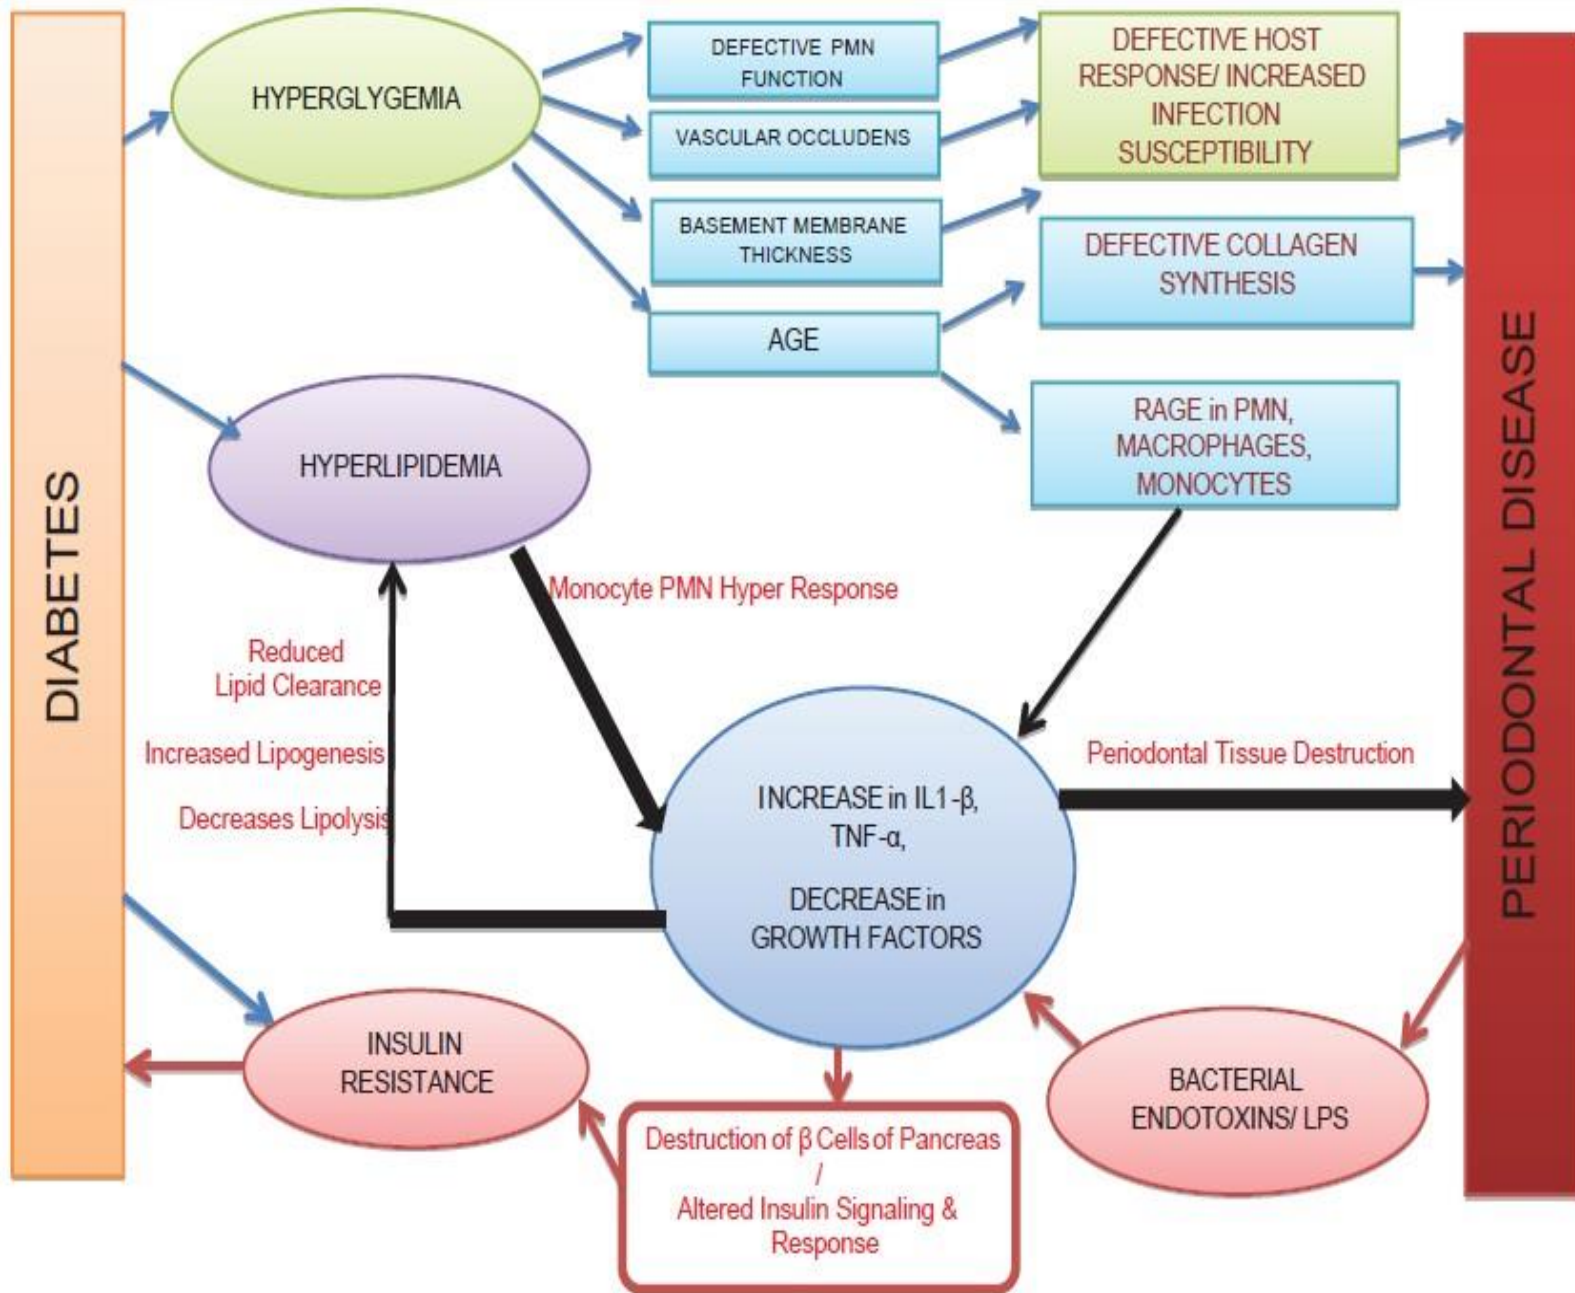 DIABETES
HYPERGLYGEMIA
DEFECTIVE PMN
FUNCTION
VASCULAR OCCLUDENS
BASEMENT MEMBRANE
THICKNESS
AGE
DEFECTIVE HOST
RESPONSE/ INCREASED
INFECTION
SUSCEPTIBILITY
DEFECTIVE COLLAGEN
SYNTHESIS
RAGE in PMN,
MACROPHAGES,
MONOCYTES
HYPERLIPIDEMIA
Monocyte PMN Hyper Response
Reduced
Lipid Clearance
Increased Lipogenesis
Decreases Lipolysis
INCREASE in IL1-β,
TNF-α,
DECREASE in
GROWTH FACTORS
Periodontal Tissue Destruction
PERIODONTAL DISEASE
INSULIN
RESISTANCE
Destruction of β Cells of Pancreas
/
Altered Insulin Signaling &
Response
BACTERIAL
ENDOTOXINS/ LPS